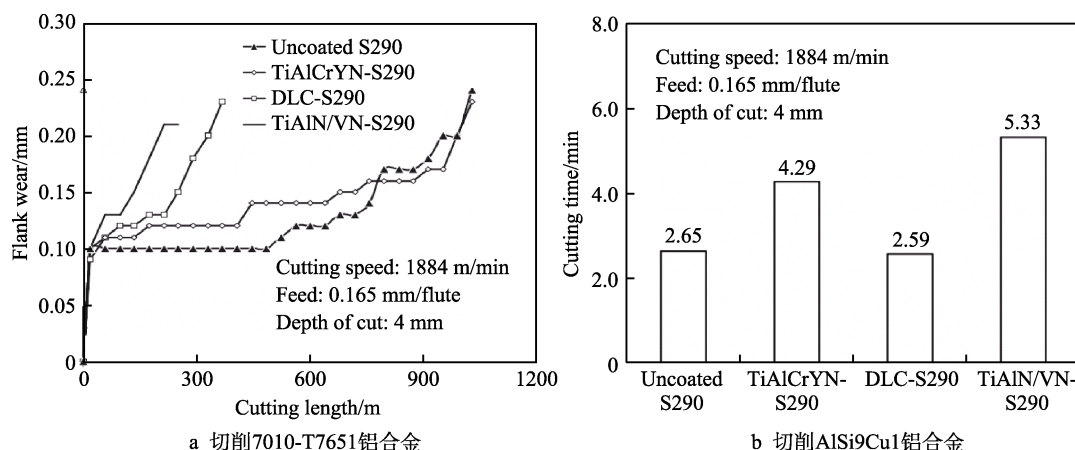 0.30
0.25
0.20
0.15
0.10
0.05
0
Flank wear/mm
Uncoated S290
TiAlCrYN-S290
DLC-S290
TiAlN/VN-S290
Cutting speed: 1884 m/min
Feed: 0.165 mm/flute
Depth of cut: 4 mm
0 300 600 900 1200
Cutting length/m
a 切削7010-T7651铝合金
8.0
6.0
4.0
2.0
0
Cutting time/min
Cutting speed: 1884 m/min
Feed: 0.165 mm/flute
Depth of cut: 4 mm
2.65
4.29
2.59
5.33
Uncoated
S290
TiAlCrYN-
S290
DLC-S290
TiAlN/VN-
S290
b 切削AlSi9Cu1铝合金